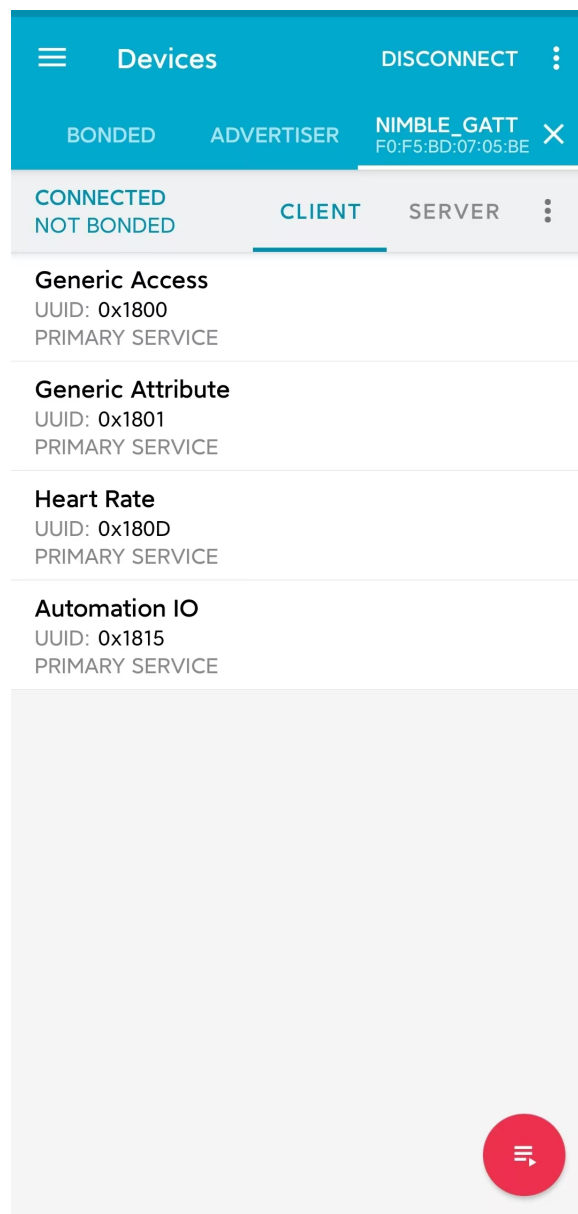 Devices
DISCONNECT
BONDED
ADVERTISER
NIMBLE_GATT
F0:F5:BD:07:05:BE
CONNECTED
NOT BONDED
CLIENT
SERVER
Generic Access
UUID: 0x1800
PRIMARY SERVICE
Generic Attribute
UUID: 0x1801
PRIMARY SERVICE
Heart Rate
UUID: 0x180D
PRIMARY SERVICE
Automation IO
UUID: 0x1815
PRIMARY SERVICE